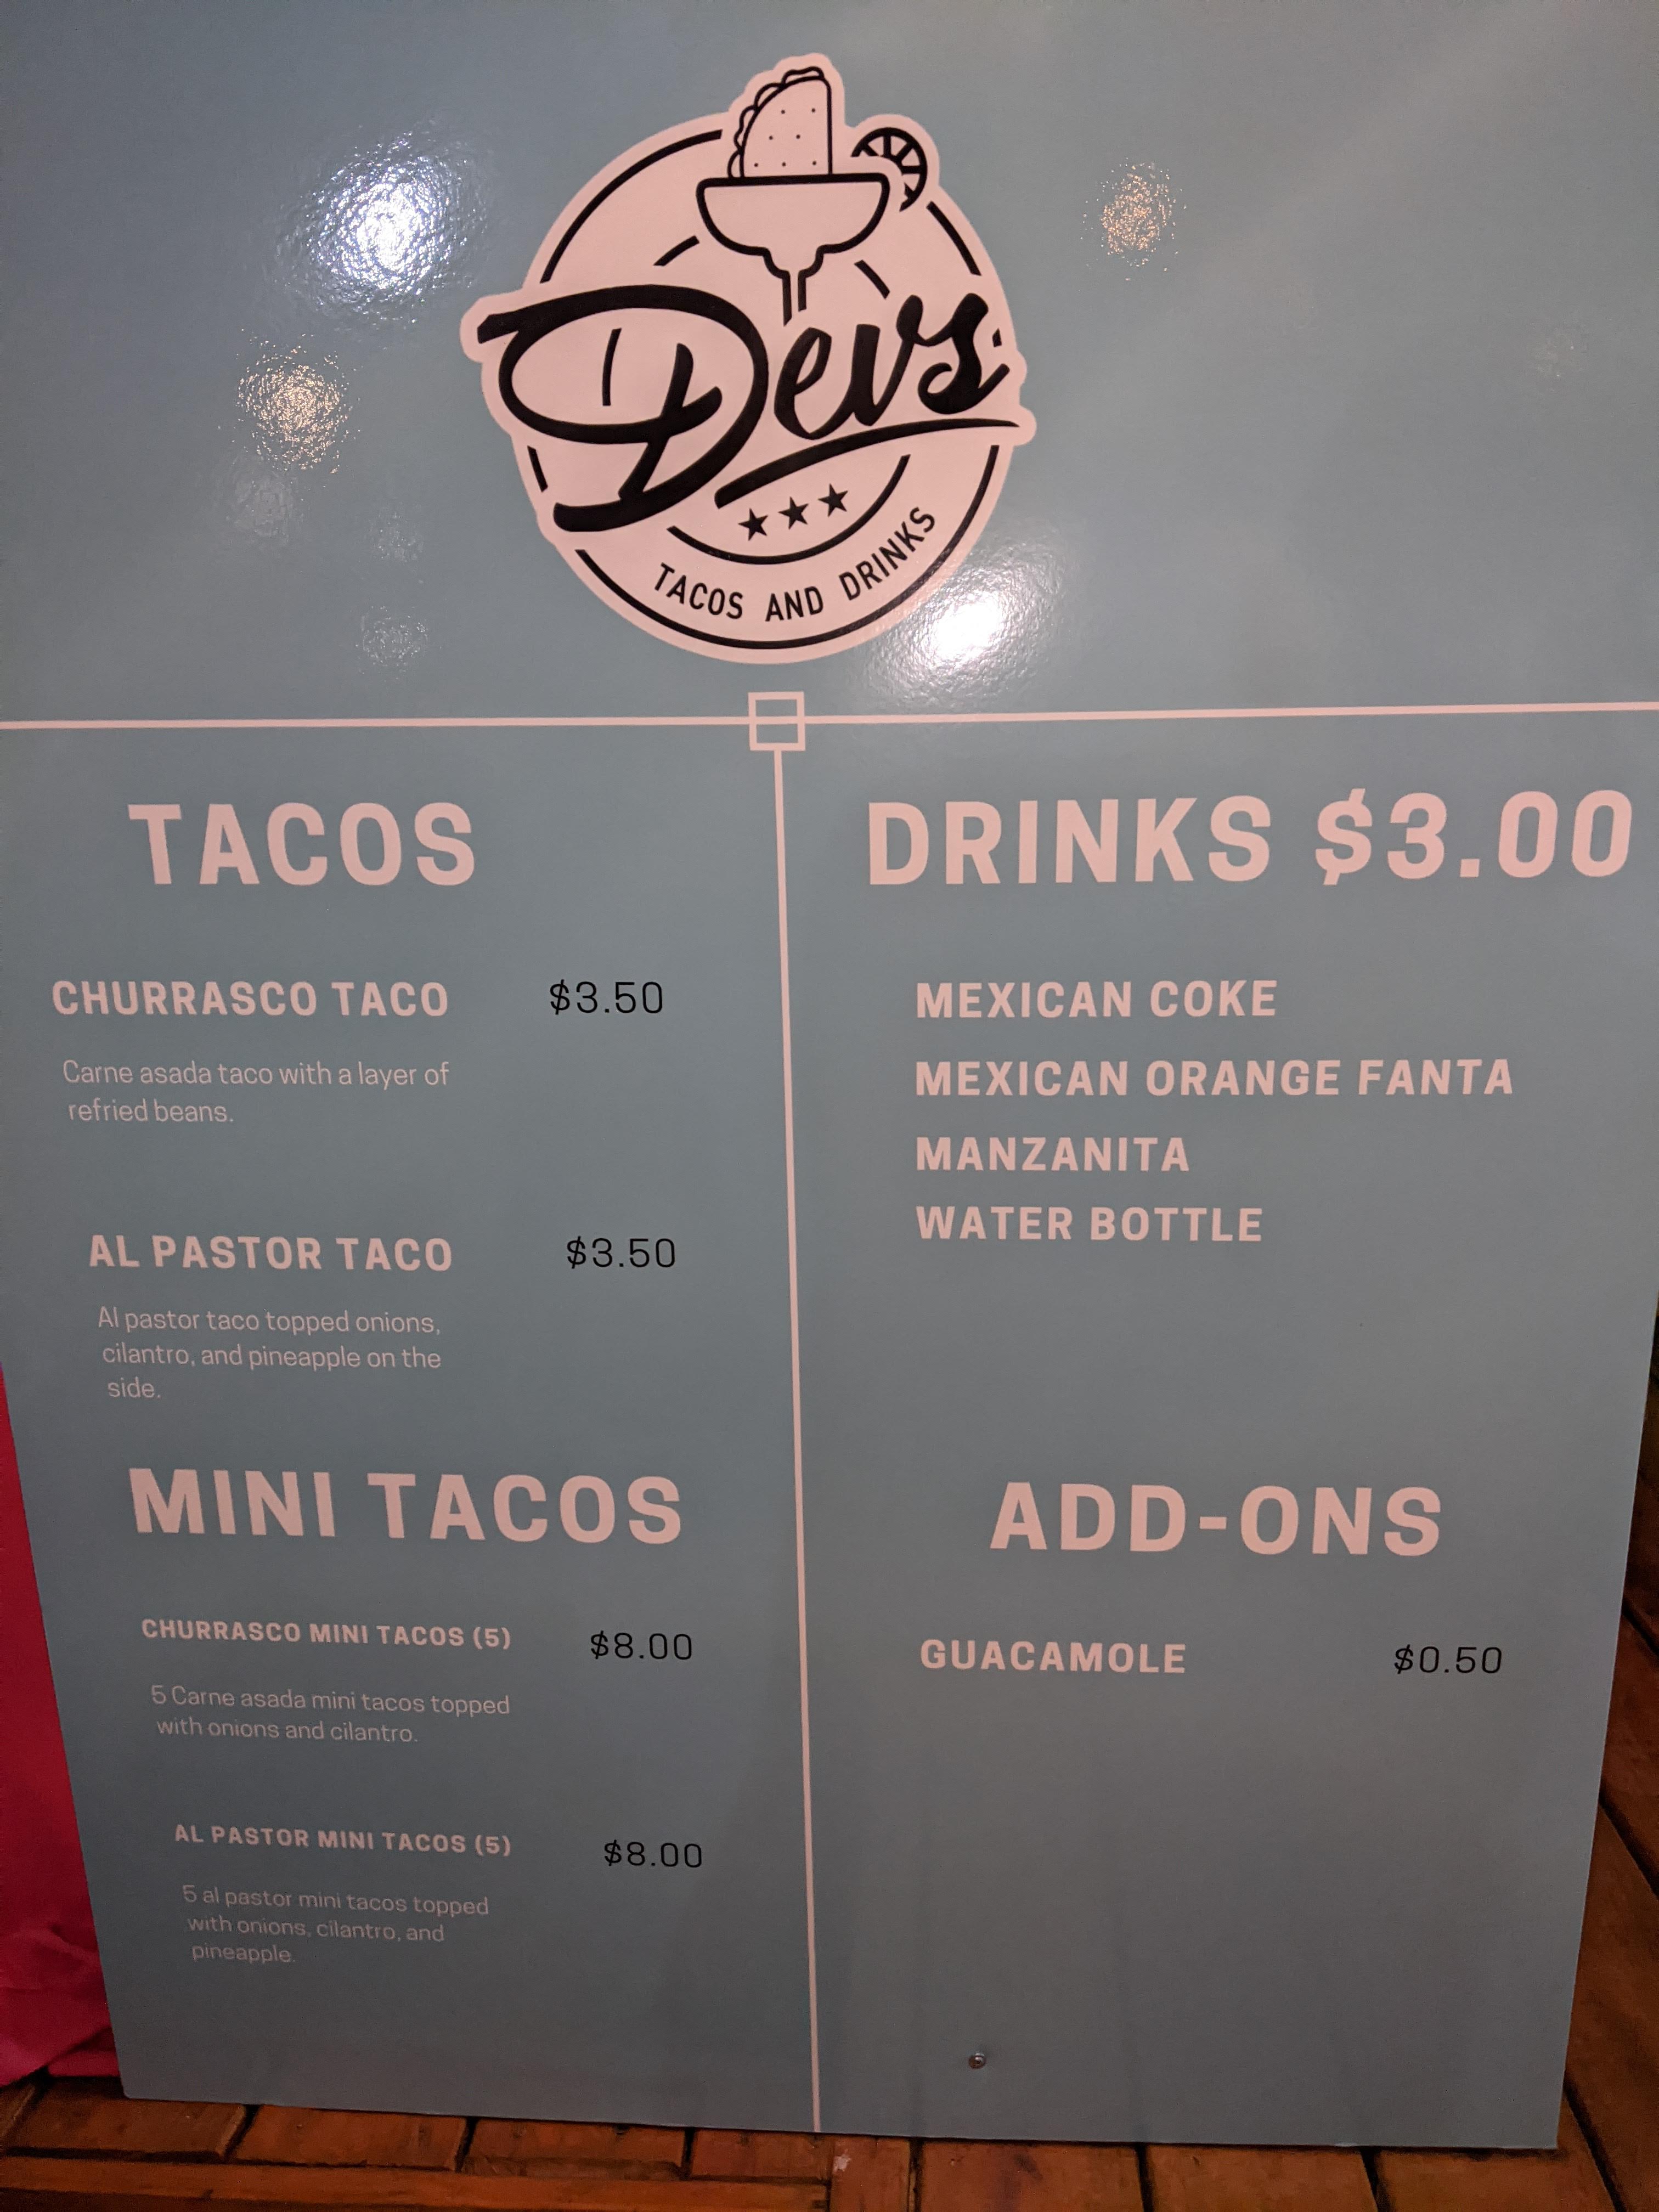 Devs
TACOS AND DRINKS
TACOS
CHURRASCO TACO $3.50
Carne asada taco with a layer of
refried beans.
AL PASTOR TACO $3.50
Al pastor taco topped onions,
cilantro, and pineapple on the
side.
MINI TACOS
CHURRASCO MINI TACOS (5) $8.00
5 Carne asada mini tacos topped
with onions and cilantro.
AL PASTOR MINI TACOS (5) $8.00
5 al pastor mini tacos topped
with onions, cilantro, and
pineapple.
DRINKS $3.00
MEXICAN COKE
MEXICAN ORANGE FANTA
MANZANITA
WATER BOTTLE
ADD-ONS
GUACAMOLE $0.50